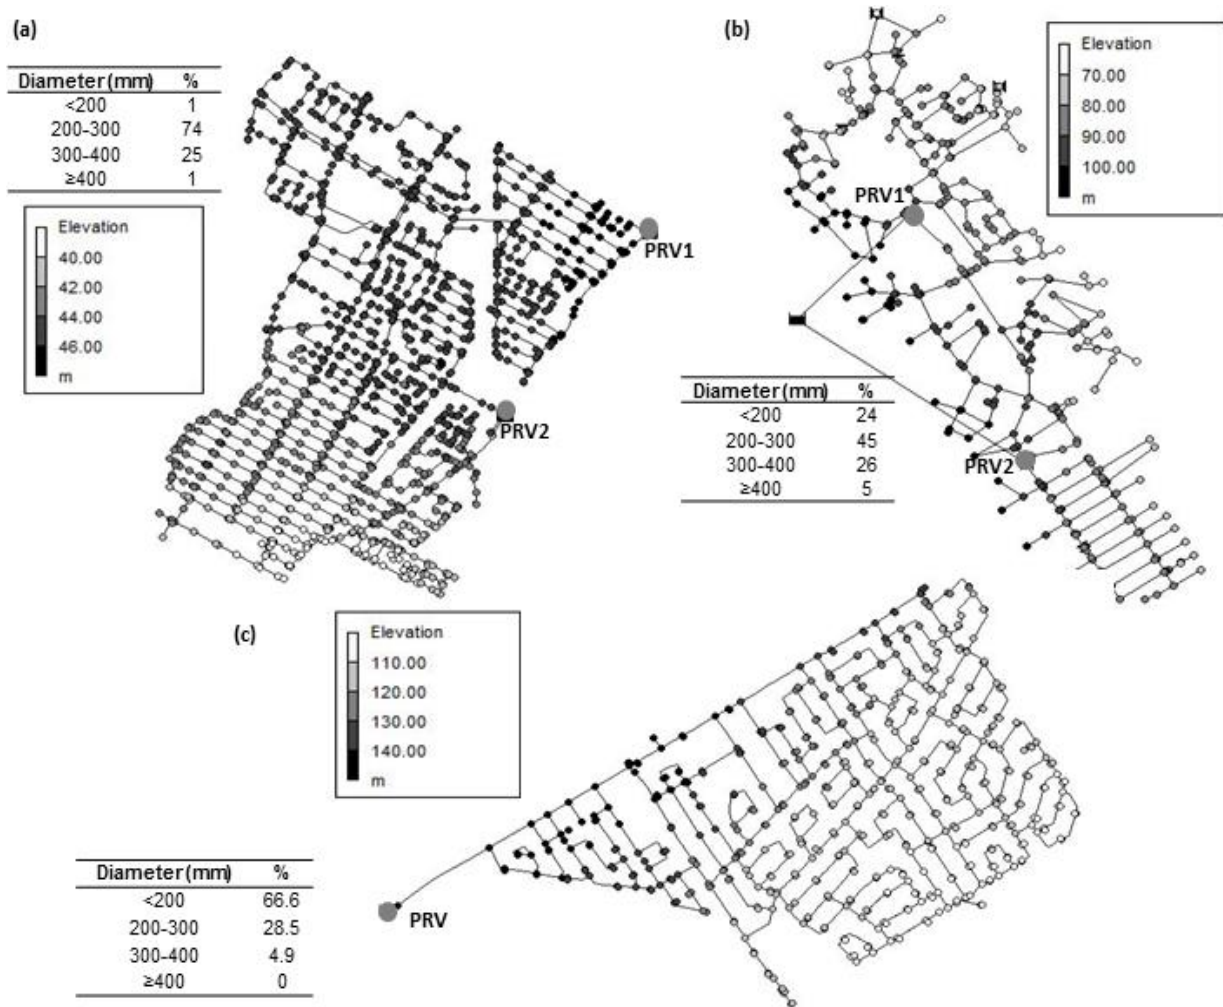 (a)
Diameter (mm) %
<200 1
200-300 74
300-400 25
≥400 1
Elevation
40.00
42.00
44.00
46.00
m
PRV1
PRV2
(b)
Elevation
70.00
80.00
90.00
100.00
m
PRV1
Diameter (mm) %
<200 24
200-300 45
300-400 26
≥400 5
PRV2
(c)
Elevation
110.00
120.00
130.00
140.00
m
Diameter (mm) %
<200 66.6
200-300 28.5
300-400 4.9
≥400 0
PRV